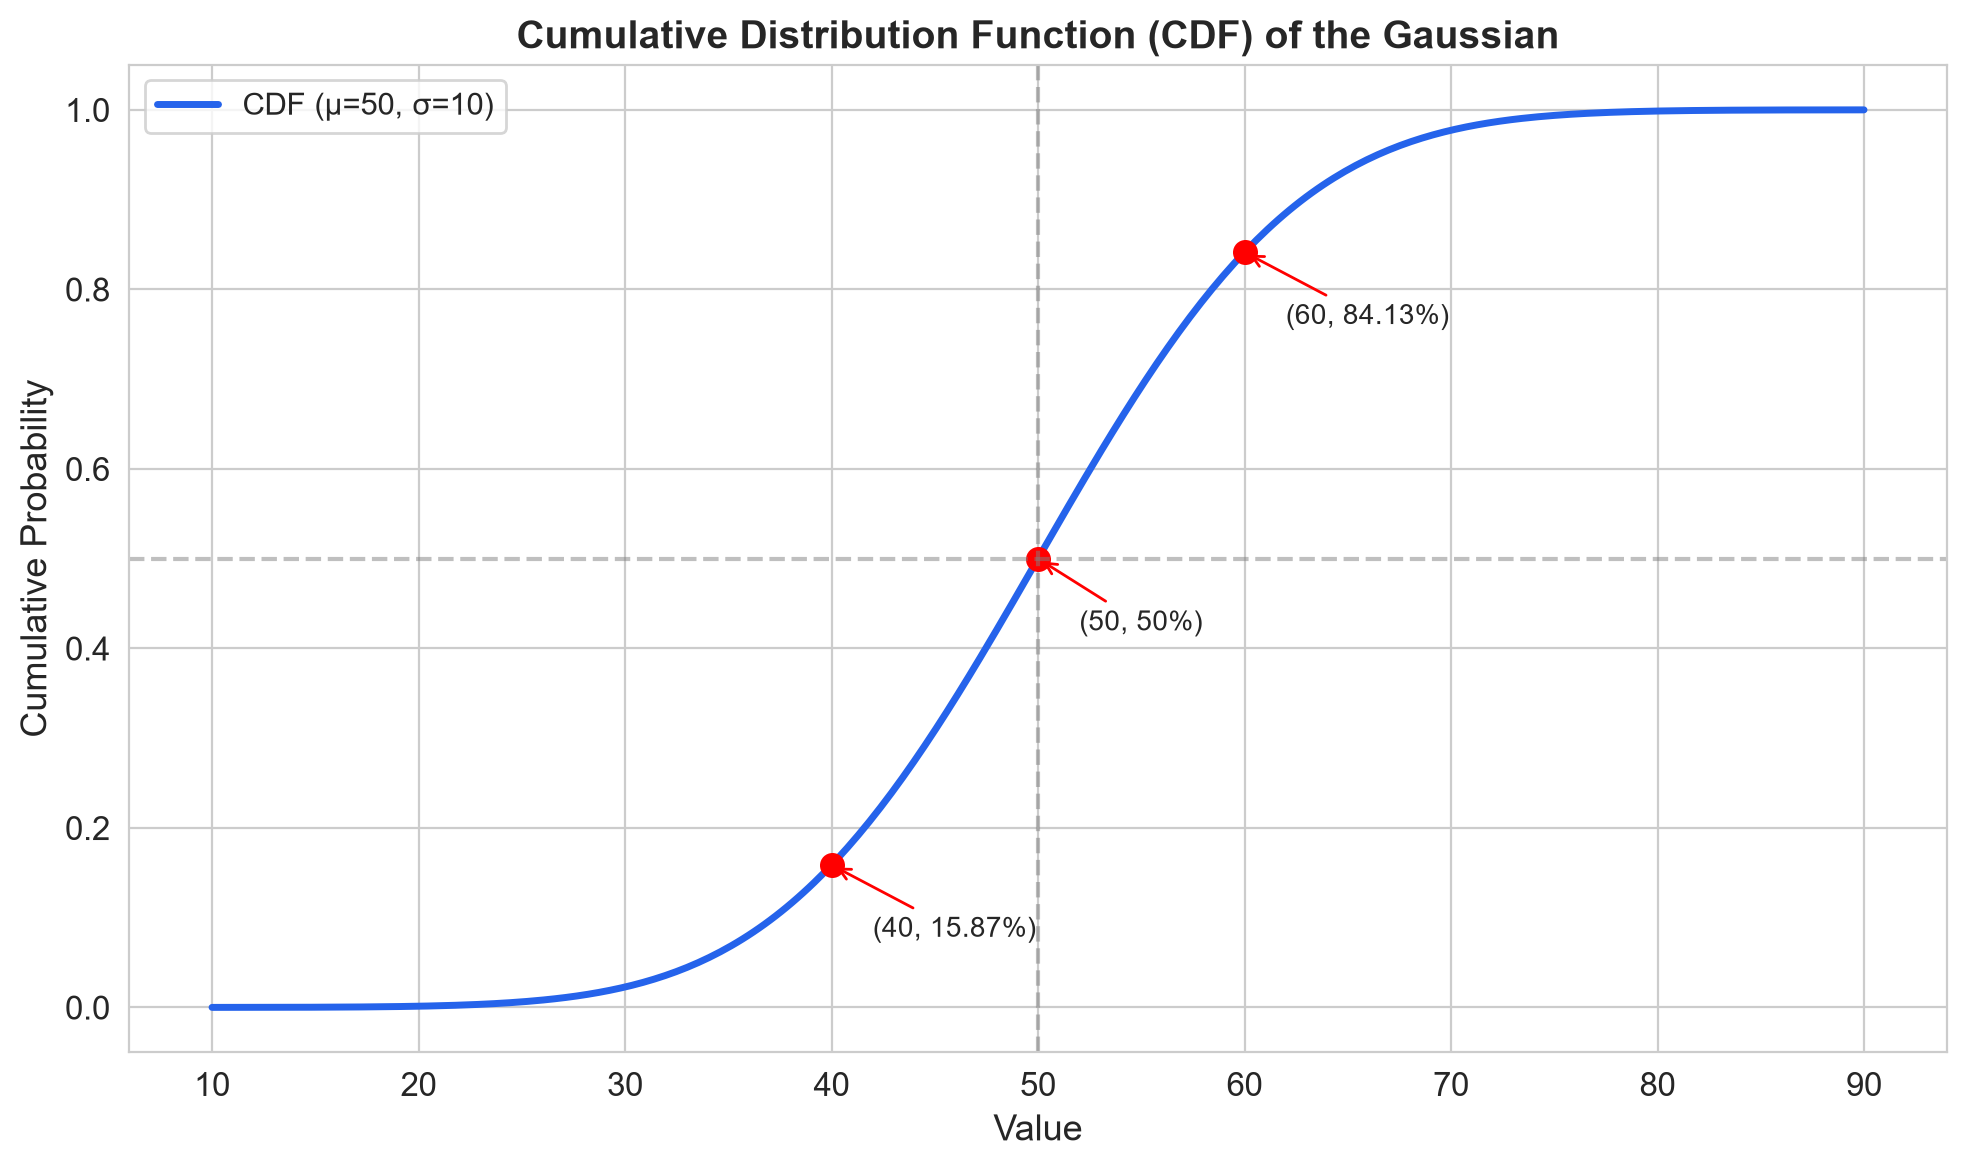 Cumulative Distribution Function (CDF) of the Gaussian
CDF (μ=50, σ=10)
1.0
0.8
0.6
0.4
0.2
0.0
Cumulative Probability
(60, 84.13%)
(50, 50%)
(40, 15.87%)
10 20 30 40 50 60 70 80 90
Value